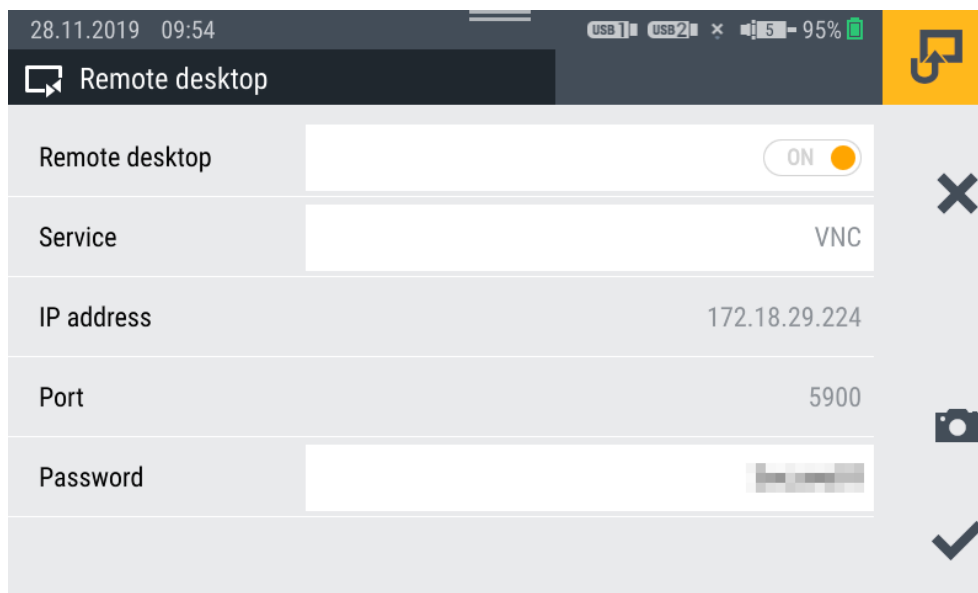 28.11.2019 09:54 USB 1 USB 2 5 95%
Remote desktop
Remote desktop ON
Service VNC
IP address 172.18.29.224
Port 5900
Password